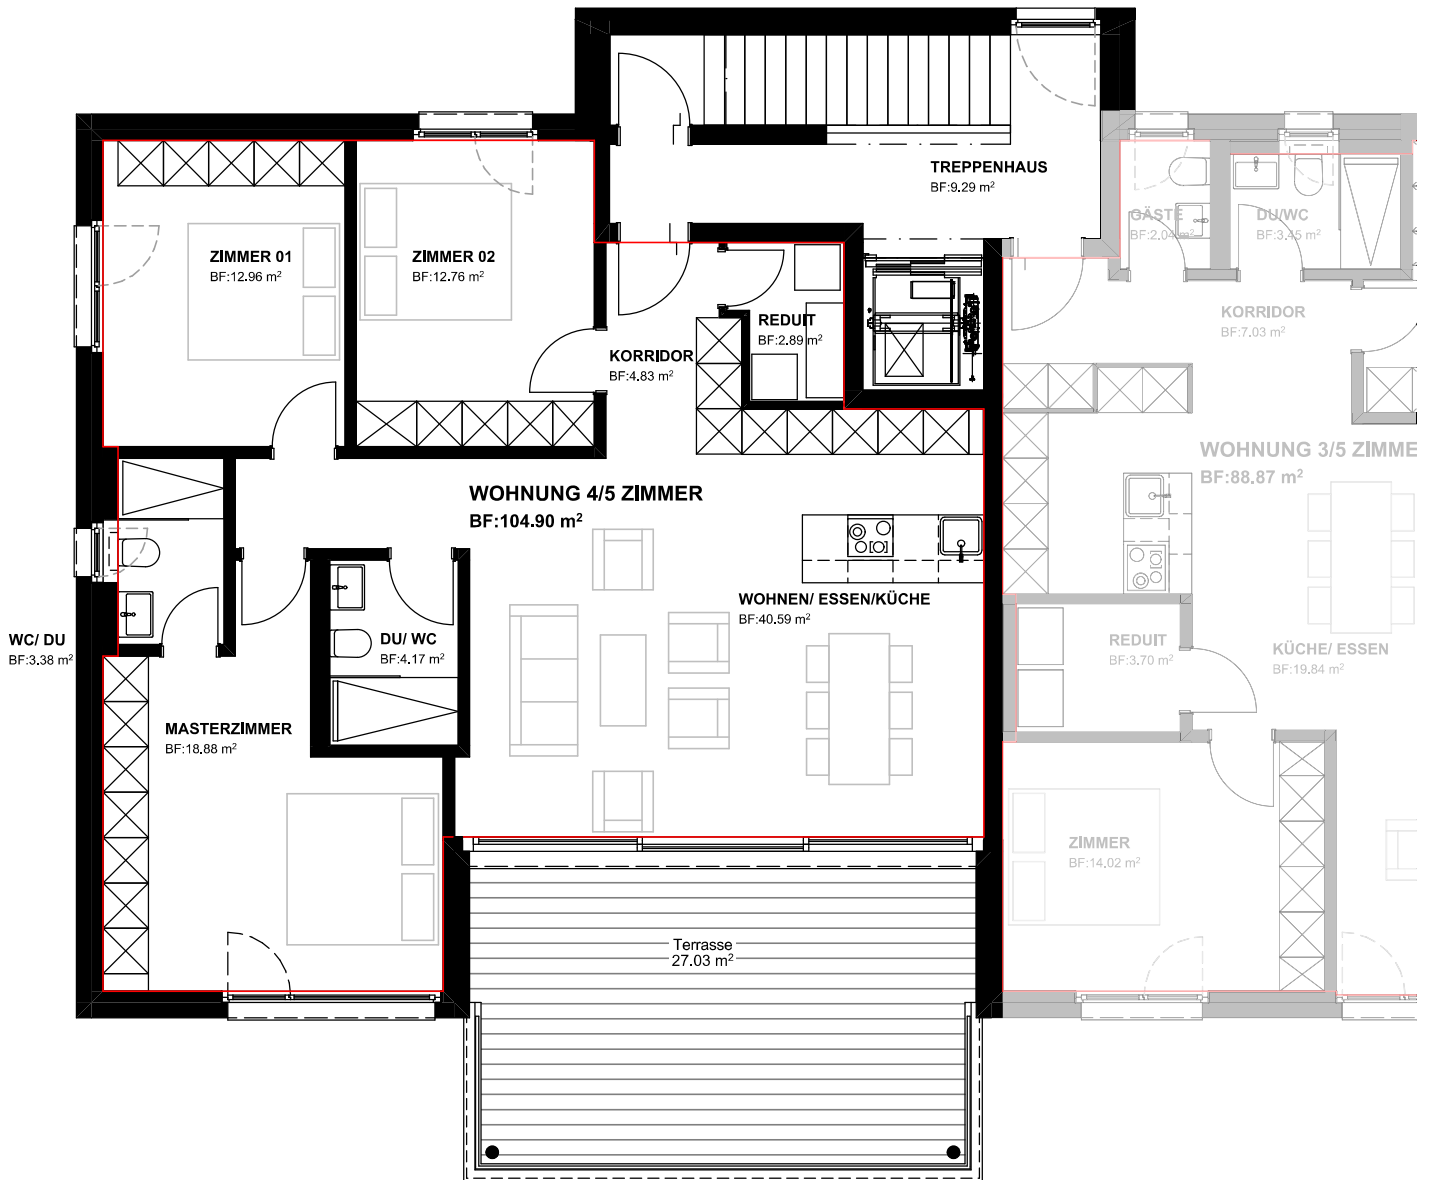 TREPPENHAUS
BF:9.29 m²
GÄSTE
BF:2.04 m²
DU/WC
BF:3.45 m²
ZIMMER 01
BF:12.96 m²
ZIMMER 02
BF:12.76 m²
REDUIT
BF:2.89 m²
KORRIDOR
BF:4.83 m²
KORRIDOR
BF:7.03 m²
WOHNUNG 4/5 ZIMMER
BF:104.90 m²
WOHNUNG 3/5 ZIMME
BF:88.87 m²
WOHNEN/ ESSEN/KÜCHE
BF:40.59 m²
WC/ DU
BF:3.38 m²
DU/ WC
BF:4.17 m²
REDUIT
BF:3.70 m²
KÜCHE/ ESSEN
BF:19.84 m²
MASTERZIMMER
BF:18.88 m²
ZIMMER
BF:14.02 m²
Terrasse
27.03 m²